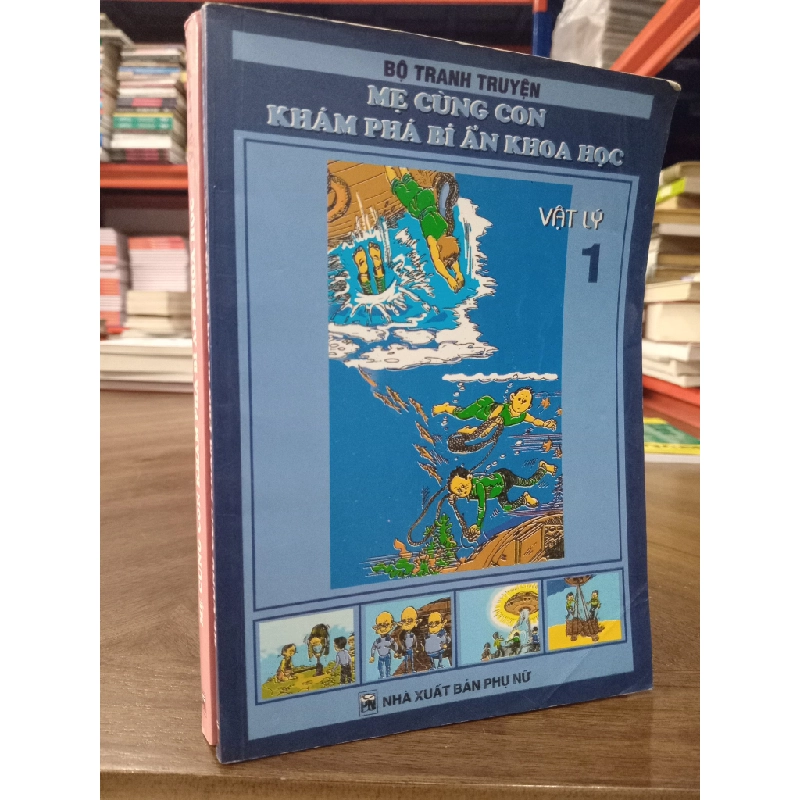 BỘ TRANH TRUYỆN
MẸ CÙNG CON
KHÁM PHÁ BÍ ẨN KHOA HỌC
VẬT LÝ
1
NHÀ XUẤT BẢN PHỤ NỮ